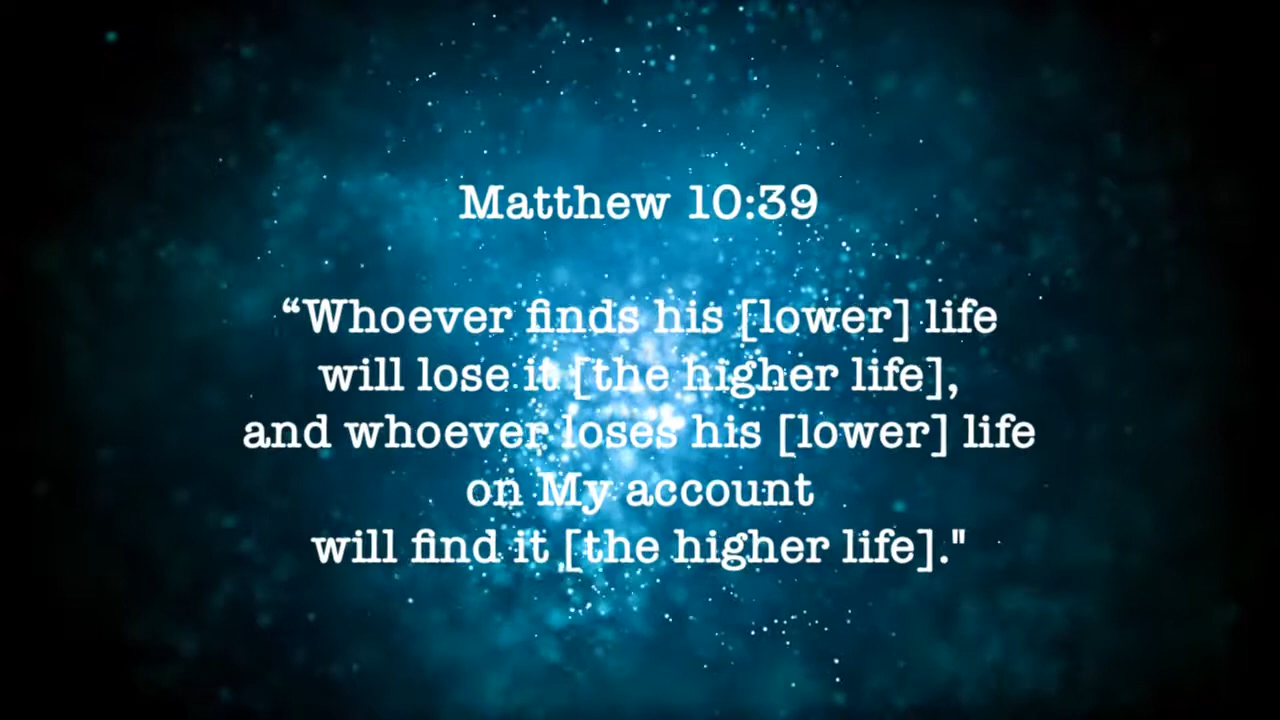 Matthew 10:39
“Whoever finds his [lower] life
will lose it [the higher life],
and whoever loses his [lower] life
on My account
will find it [the higher life]."